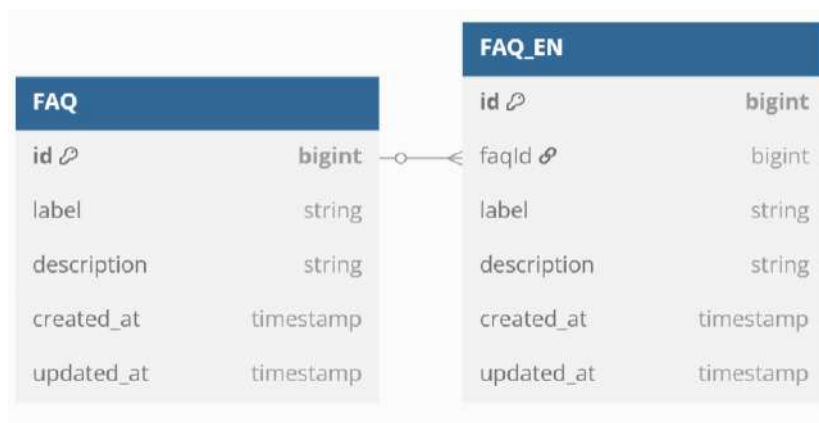 FAQ
id bigint
label string
description string
created_at timestamp
updated_at timestamp
FAQ_EN
id bigint
faqId bigint
label string
description string
created_at timestamp
updated_at timestamp